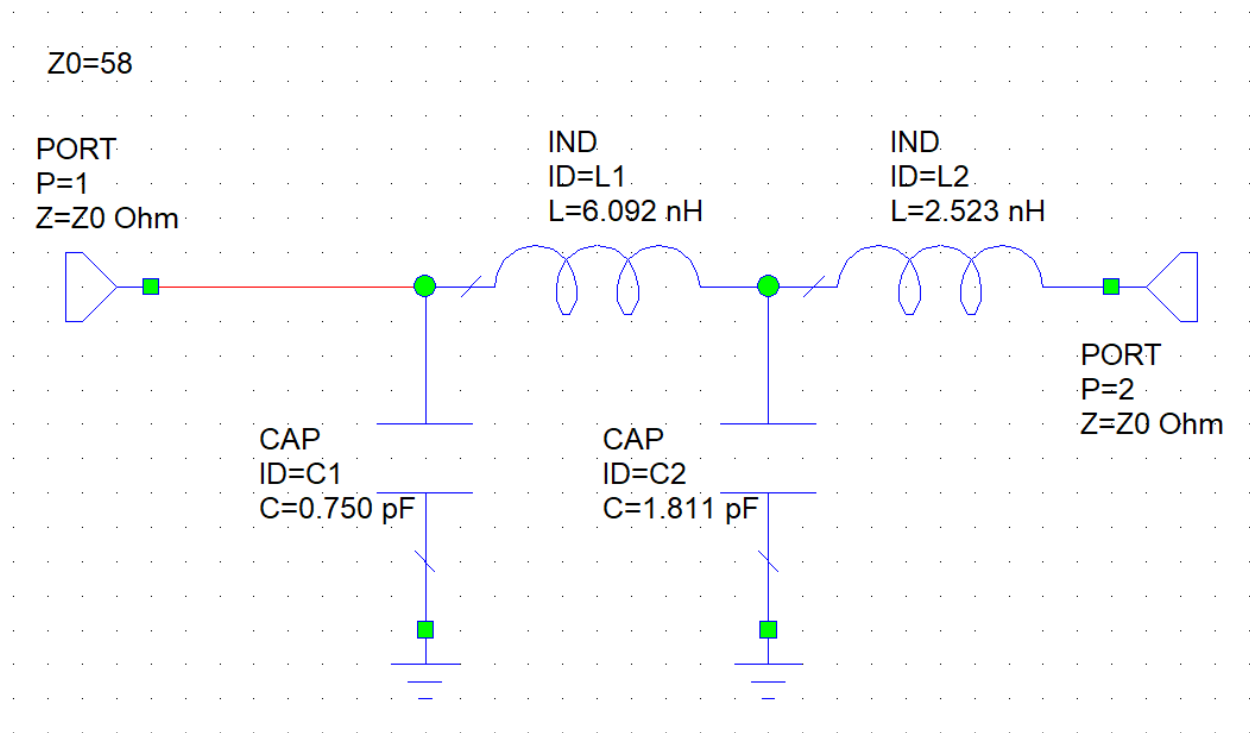 Z0=58
PORT
P=1
Z=Z0 Ohm
IND
ID=L1
L=6.092 nH
IND
ID=L2
L=2.523 nH
CAP
ID=C1
C=0.750 pF
CAP
ID=C2
C=1.811 pF
PORT
P=2
Z=Z0 Ohm